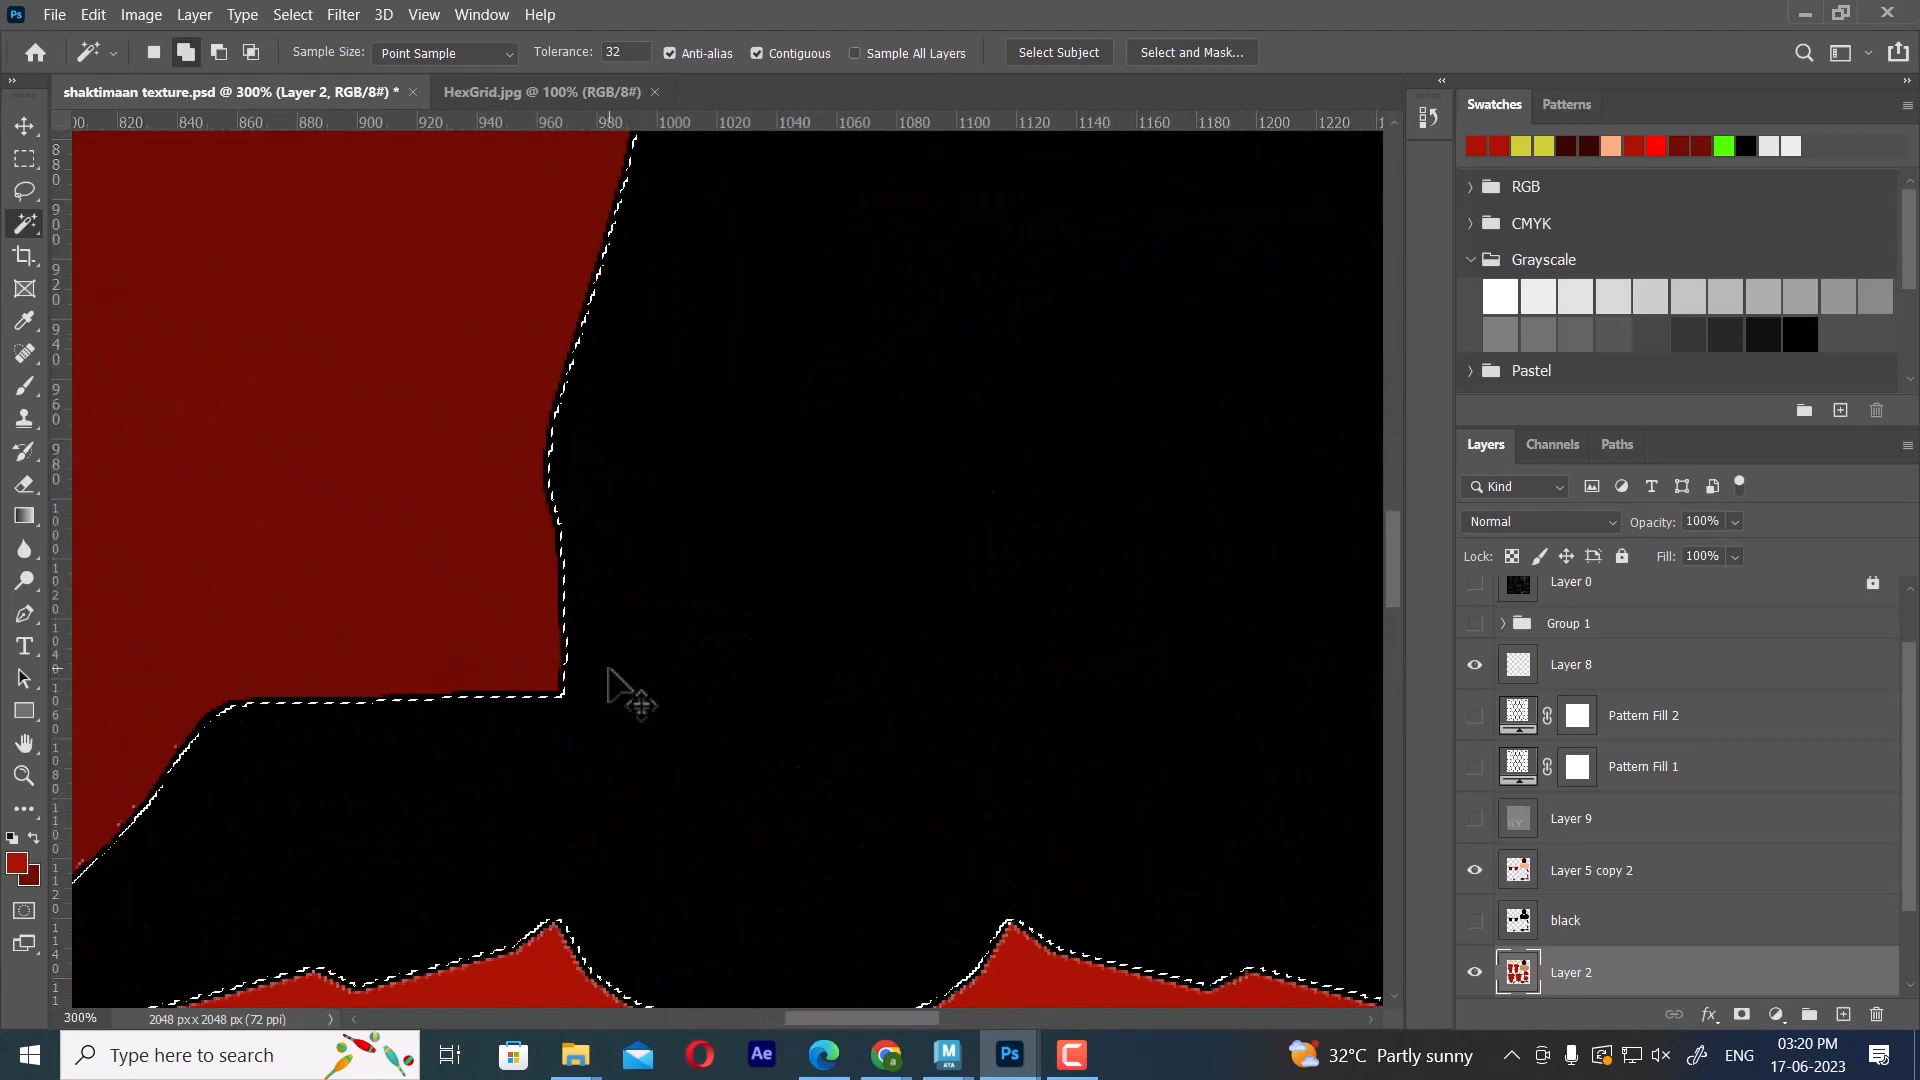 Ps File Edit Image Layer Type Select Filter 3D View Window Help
Sample Size: Point Sample Tolerance: 32 Anti-alias Contiguous Sample All Layers Select Subject Select and Mask...
shaktimaan texture.psd @ 300% (Layer 2, RGB/8#) * HexGrid.jpg @ 100% (RGB/8#)
Swatches Patterns
820 840 860 880 900 920 940 960 980 1000 1020 1040 1060 1080 1100 1120 1140 1160 1180 1200 1220
RGB
CMYK
Grayscale
Pastel
Layers Channels Paths
Kind
Normal Opacity: 100%
Lock: Fill: 100%
Layer 0
Group 1
Layer 8
Pattern Fill 2
Pattern Fill 1
Layer 9
Layer 5 copy 2
black
Layer 2
300% 2048 px x 2048 px (72 ppi)
Type here to search
Ae
M
AYA
Ps
C
32°C Partly sunny
ENG
03:20 PM
17-06-2023